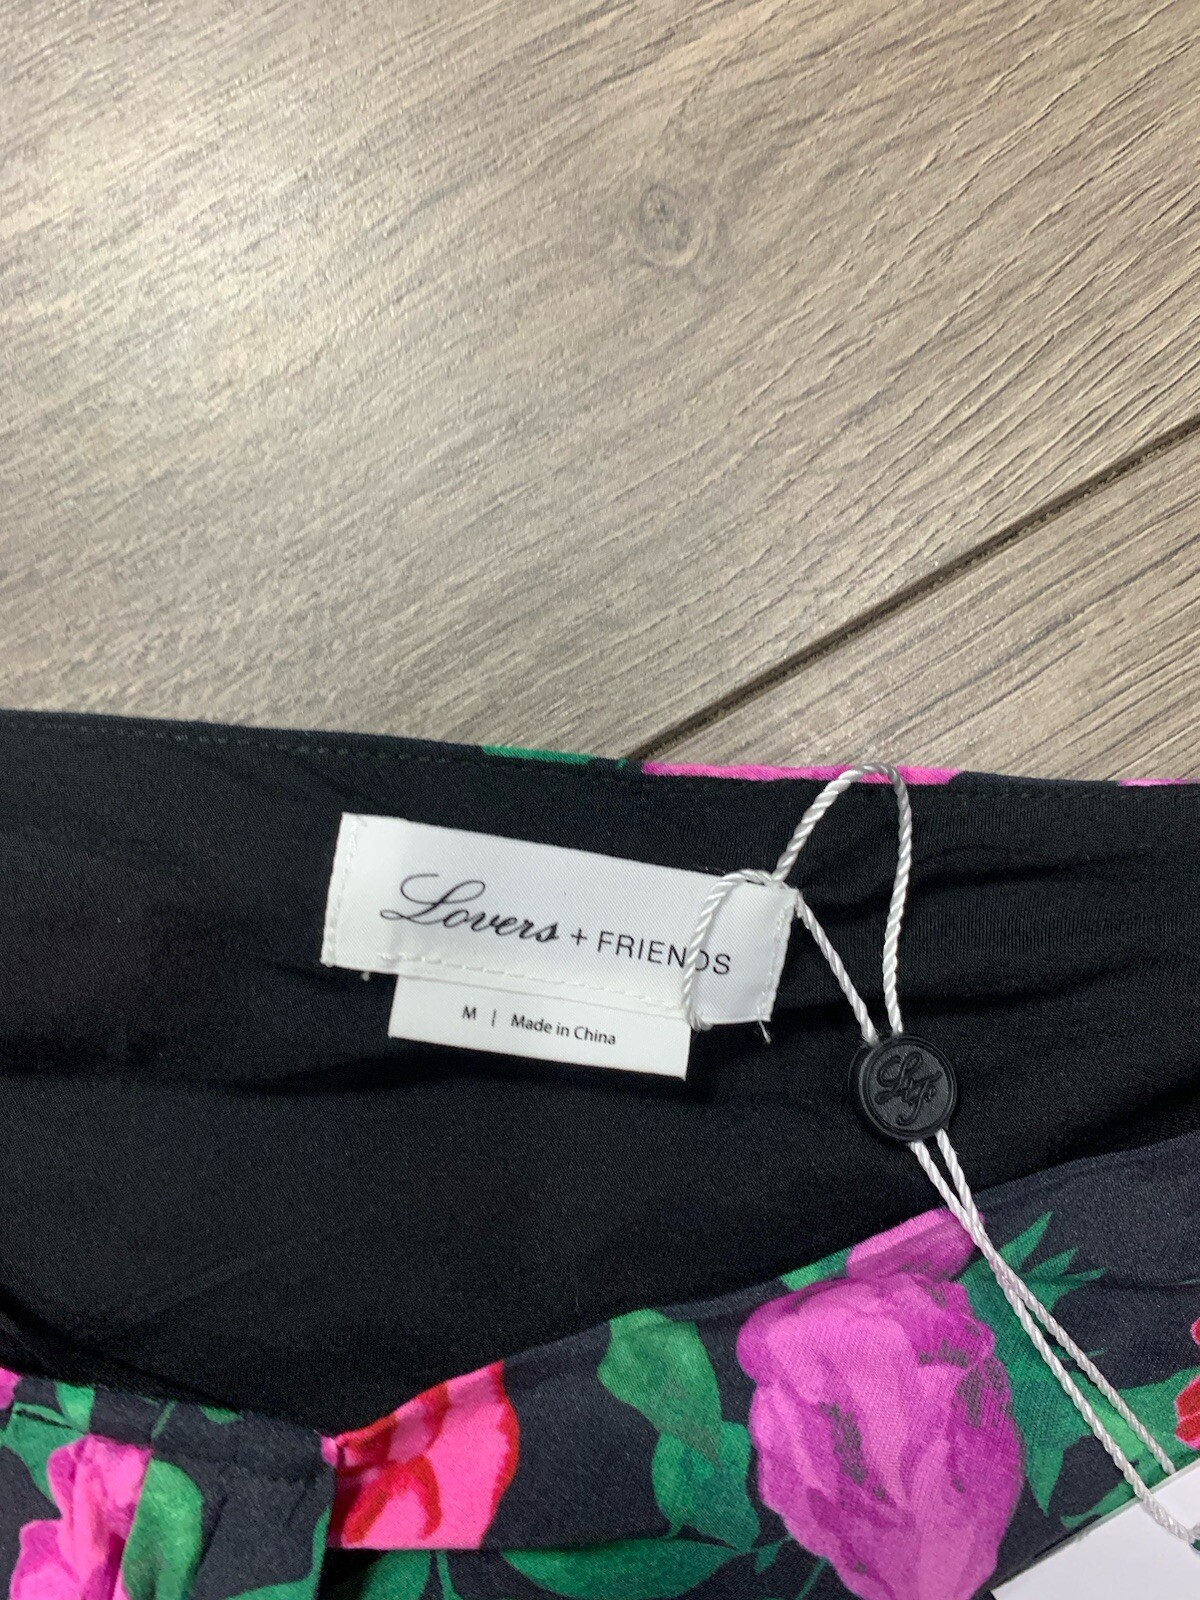 Lovers + FRIENDS
M | Made in China
L+F